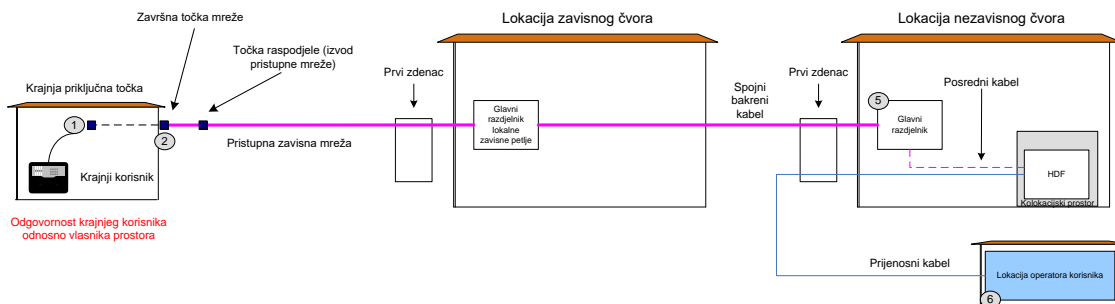 Završna točka mreže
Lokacija zavisnog čvora
Lokacija nezavisnog čvora
Točka raspodjele (izvod
pristupne mreže)
Krajnja priključna točka
Prvi zdenac
Spojni
bakreni
kabel
Prvi zdenac
Posredni kabel
1
2
Glavni
razdjelnik
lokalne
zavisne petlje
5
Glavni
razdjelnik
Pristupna zavisna mreža
Krajnji korisnik
HDF
Kolokacijski prostor
Odgovornost krajnjeg korisnika
odnosno vlasnika prostora
Prijenosni kabel
Lokacija operatora korisnika
6